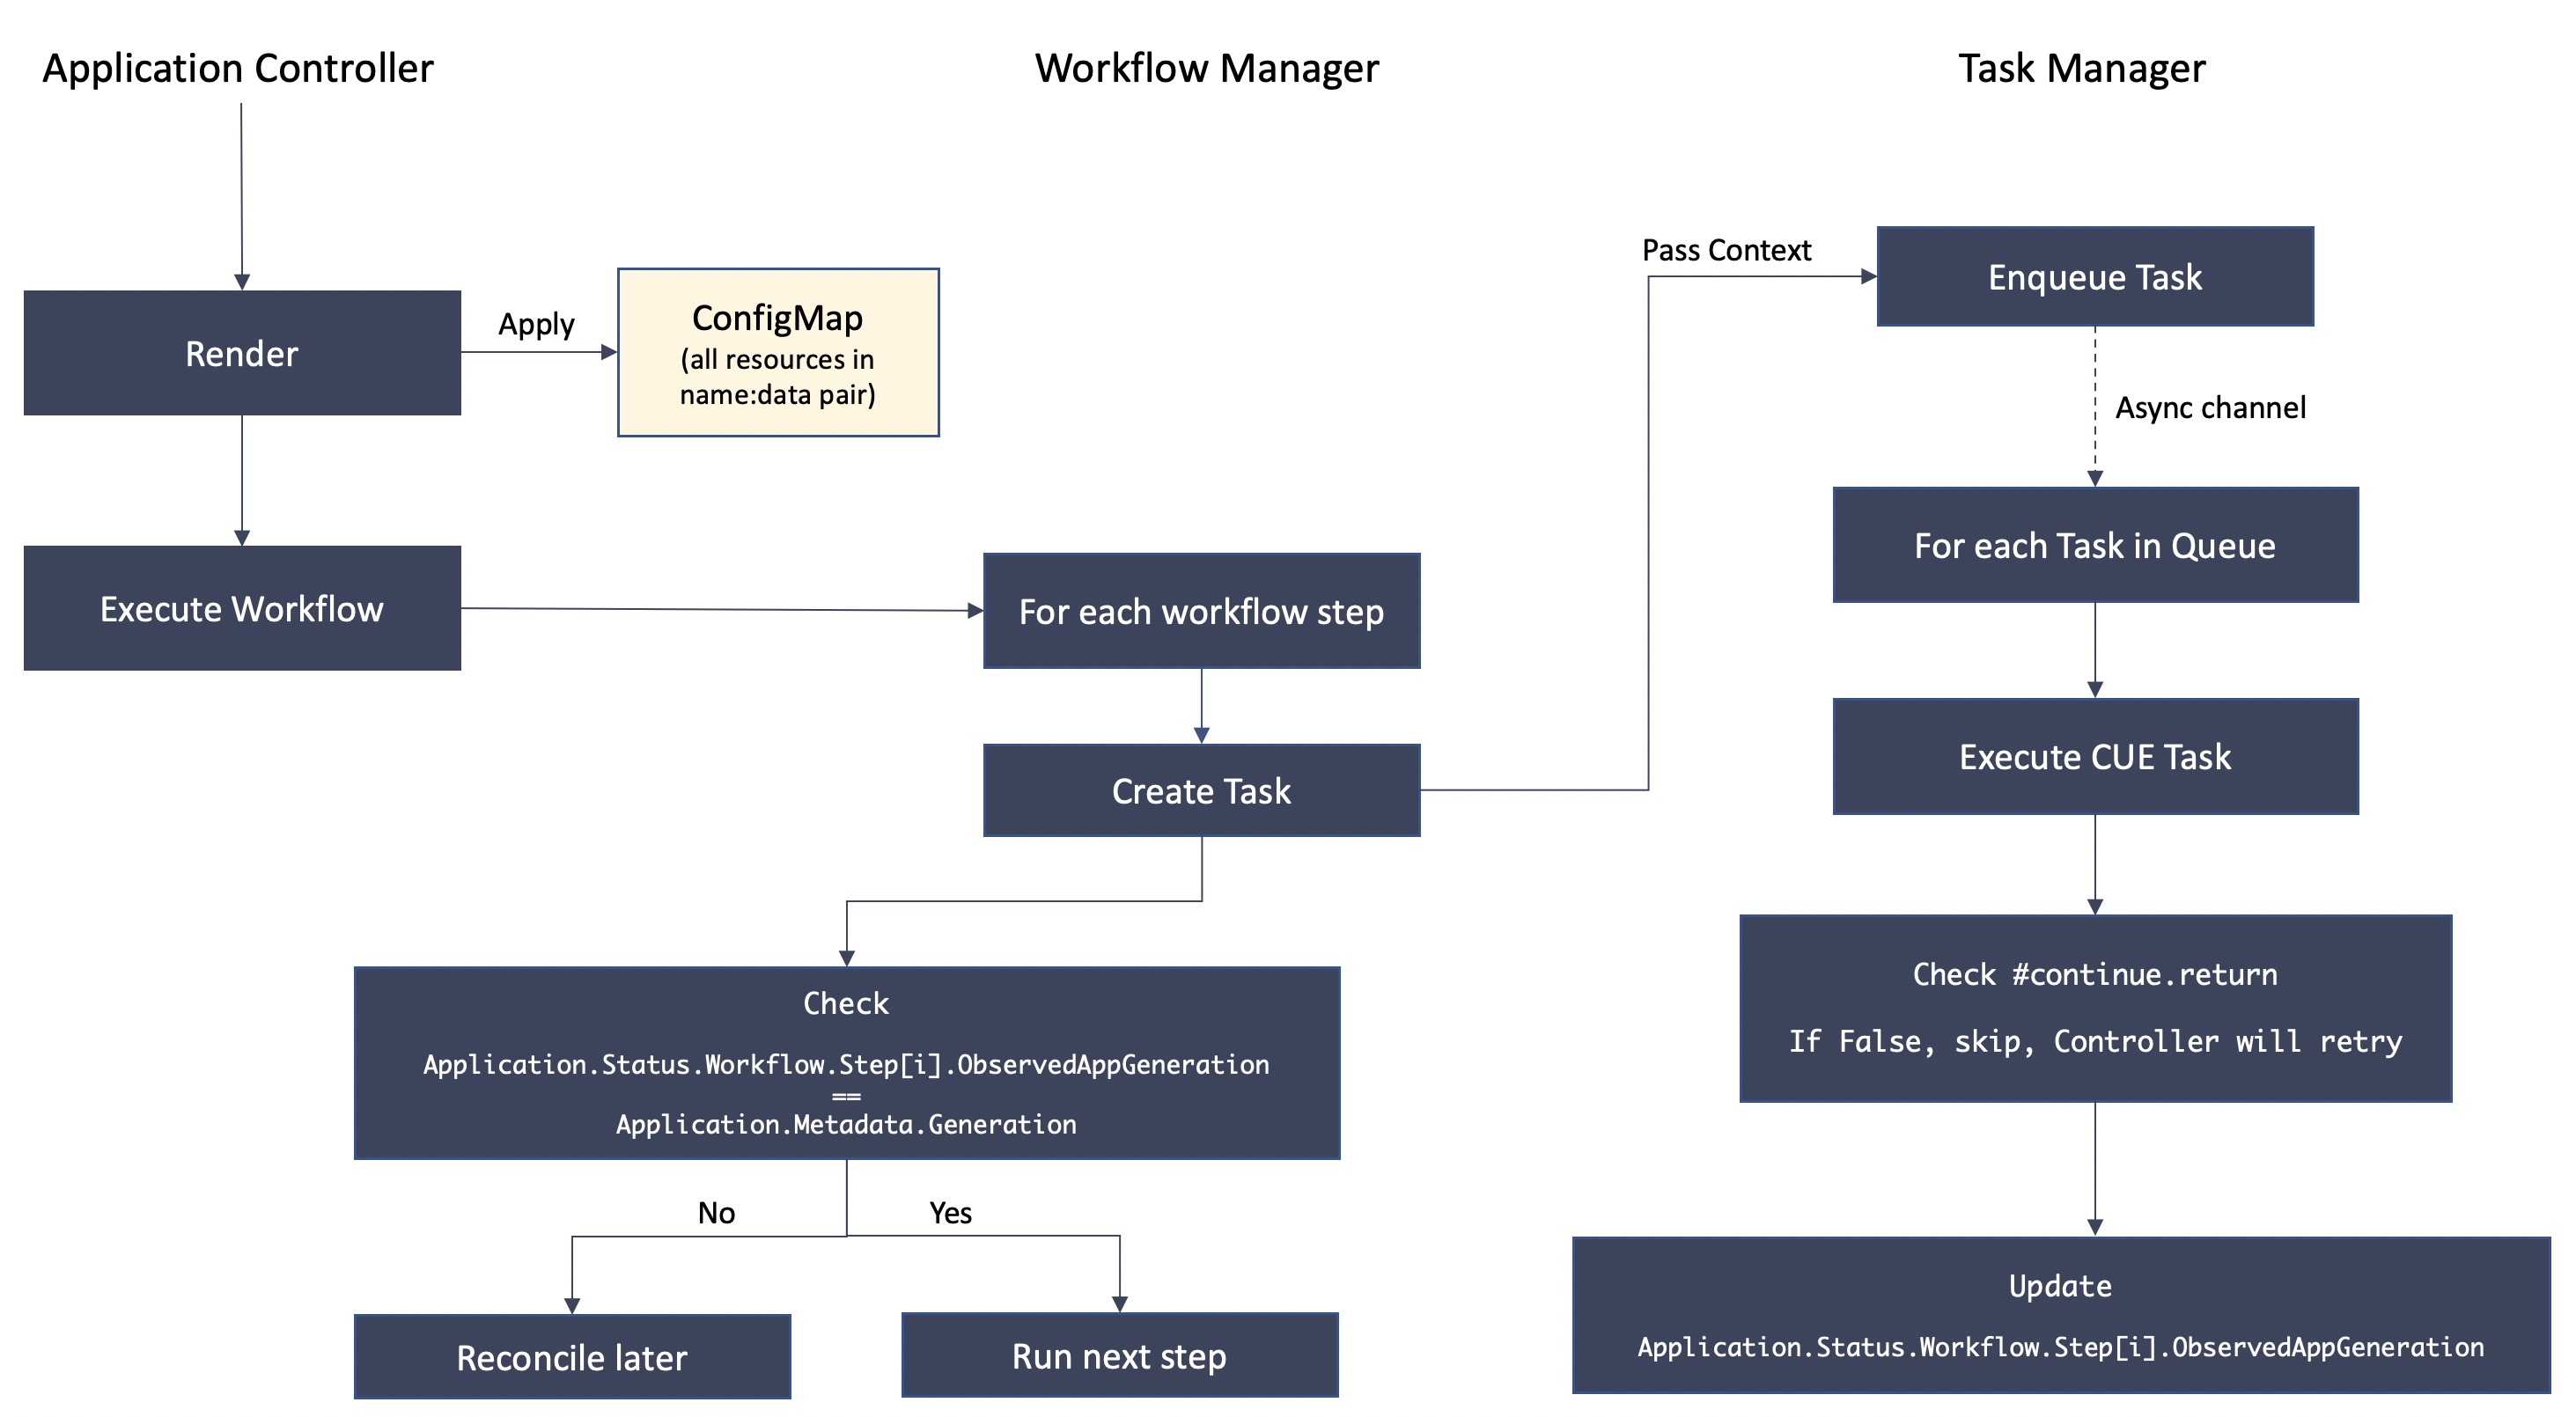 Application Controller
Workflow Manager
Task Manager
Render
Apply
ConfigMap
(all resources in
name:data pair)
Execute Workflow
For each workflow step
Create Task
Pass Context
Enqueue Task
Async channel
For each Task in Queue
Execute CUE Task
Check #continue.return
If False, skip, Controller will retry
Update
Application.Status.Workflow.Step[i].ObservedAppGeneration
Check
Application.Status.Workflow.Step[i].ObservedAppGeneration
==
Application.Metadata.Generation
No
Yes
Reconcile later
Run next step